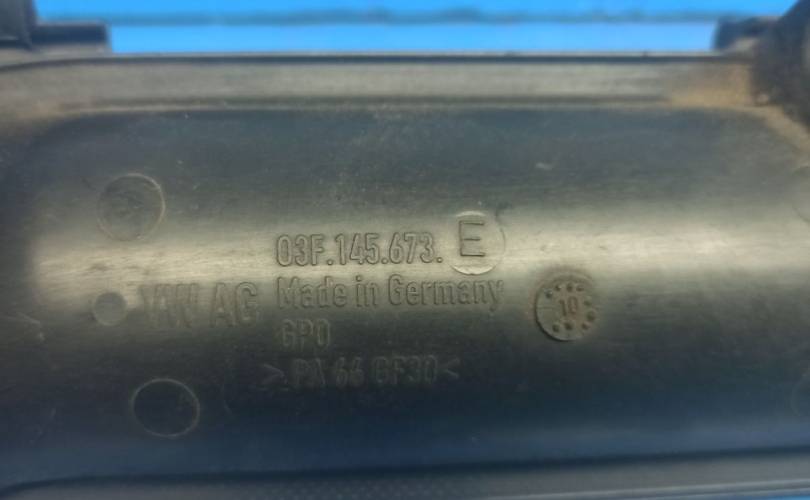 03F.145.673. E
VW AG Made in Germany
GPO
>PA 66 GF30<
10